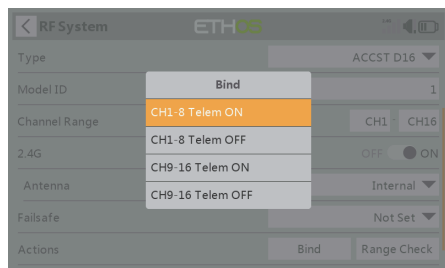 RF System ETHOS
Type ACCST D16
Model ID 1
Channel Range CH1 - CH16
2.4G OFF ON
Antenna Internal
Failsafe Not Set
Actions Bind Range Check
Bind
CH1-8 Telem ON
CH1-8 Telem OFF
CH9-16 Telem ON
CH9-16 Telem OFF